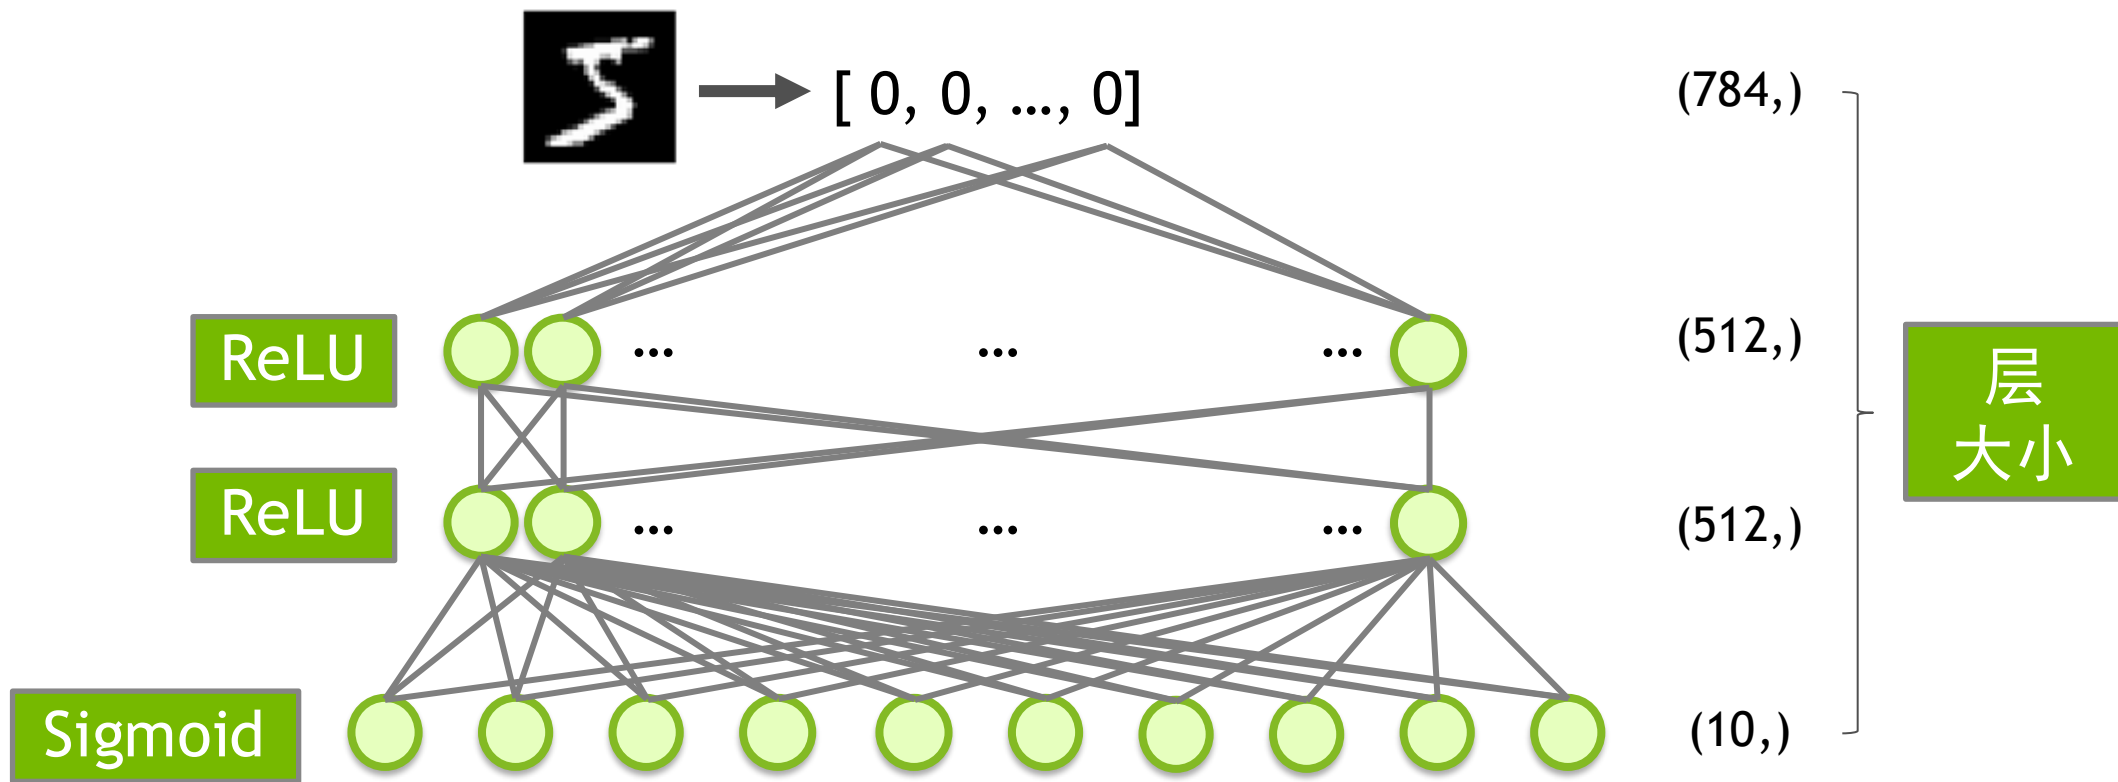 [ 0, 0, ..., 0]
(784,)
ReLU
... ... ...
(512,)
层
大小
ReLU
... ... ...
(512,)
Sigmoid
(10,)